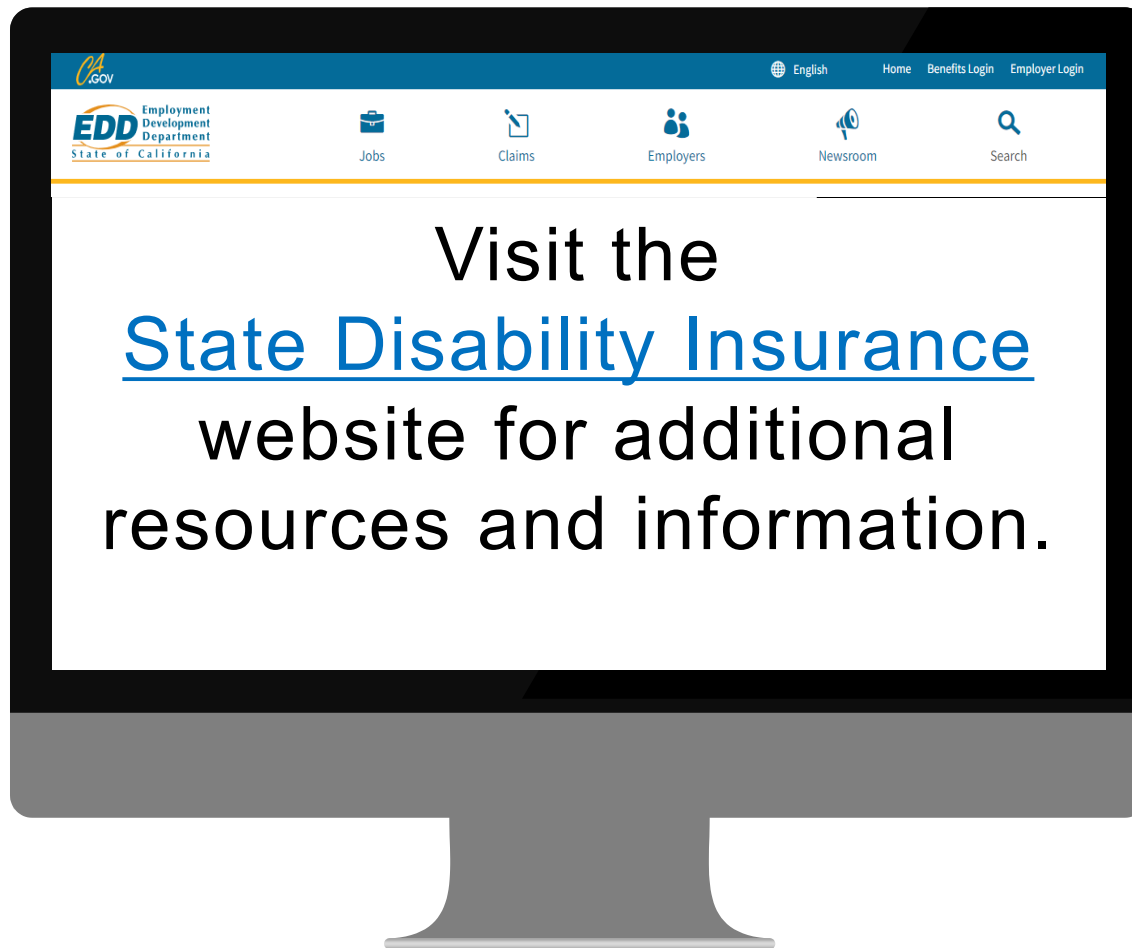 CA.GOV
English Home Benefits Login Employer Login
EDD Employment
Development
Department
State of California
Jobs Claims Employers Newsroom Search
Visit the
State Disability Insurance
website for additional
resources and information.